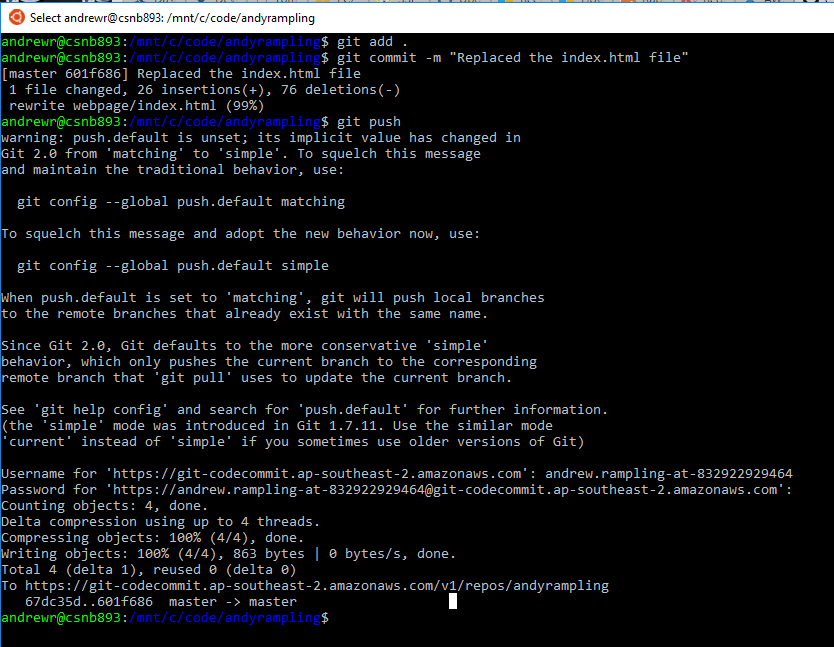 Select andrewr@csnb893: /mnt/c/code/andyrampling
andrewr@csnb893:/mnt/c/code/andyrampling$ git add .
andrewr@csnb893:/mnt/c/code/andyrampling$ git commit -m "Replaced the index.html file"
[master 601f686] Replaced the index.html file
 1 file changed, 26 insertions(+), 76 deletions(-)
 rewrite webpage/index.html (99%)
andrewr@csnb893:/mnt/c/code/andyrampling$ git push
warning: push.default is unset; its implicit value has changed in
Git 2.0 from 'matching' to 'simple'. To squelch this message
and maintain the traditional behavior, use:

  git config --global push.default matching

To squelch this message and adopt the new behavior now, use:

  git config --global push.default simple

When push.default is set to 'matching', git will push local branches
to the remote branches that already exist with the same name.

Since Git 2.0, Git defaults to the more conservative 'simple'
behavior, which only pushes the current branch to the corresponding
remote branch that 'git pull' uses to update the current branch.

See 'git help config' and search for 'push.default' for further information.
(the 'simple' mode was introduced in Git 1.7.11. Use the similar mode
'current' instead of 'simple' if you sometimes use older versions of Git)

Username for 'https://git-codecommit.ap-southeast-2.amazonaws.com': andrew.rampling-at-832922929464
Password for 'https://andrew.rampling-at-832922929464@git-codecommit.ap-southeast-2.amazonaws.com':
Counting objects: 4, done.
Delta compression using up to 4 threads.
Compressing objects: 100% (4/4), done.
Writing objects: 100% (4/4), 863 bytes | 0 bytes/s, done.
Total 4 (delta 1), reused 0 (delta 0)
To https://git-codecommit.ap-southeast-2.amazonaws.com/v1/repos/andyrampling
   67dc35d..601f686  master -> master
andrewr@csnb893:/mnt/c/code/andyrampling$